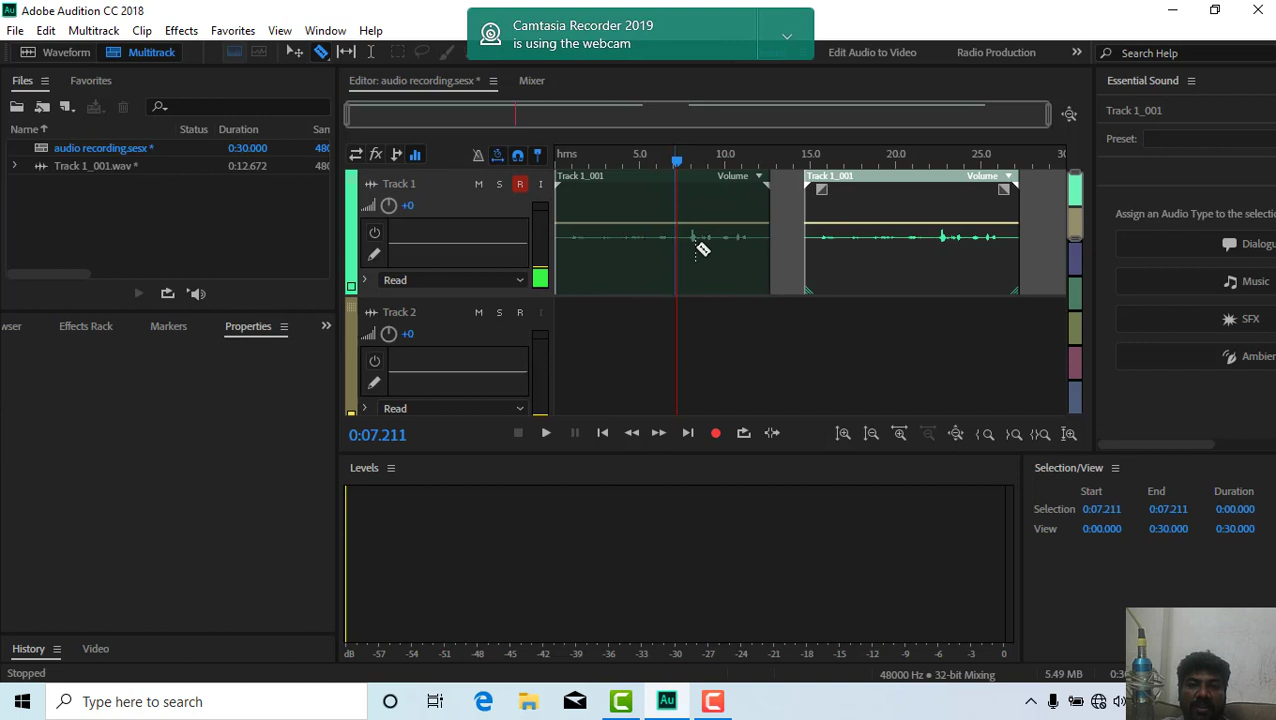 Adobe Audition CC 2018
Camtasia Recorder 2019
is using the webcam
File Edit Multitrack Clip Effects Favorites View Window Help
Waveform Multitrack Edit Audio to Video Radio Production Search Help
Files Favorites
Name Status Duration
audio recording.sesx * 0:30.000 480
Track 1_001.wav * 0:12.672 480
Effects Rack Markers Properties
History Video
Stopped
Editor: audio recording.sesx * Mixer
hms 5.0 10.0 15.0 20.0 25.0
Track 1 M S R I
+0
Read
Track 1_001 Volume
Track 1_001 Volume
Track 2 M S R I
+0
Read
0:07.211
Levels
dB -57 -54 -51 -48 -45 -42 -39 -36 -33 -30 -27 -24 -21 -18 -15 -12 -9 -6 -3 0
48000 Hz • 32-bit Mixing 5.49 MB
Essential Sound
Track 1_001
Preset:
Assign an Audio Type to the selectio
Dialogu
Music
SFX
Ambien
Selection/View
Start End Duration
Selection 0:07.211 0:07.211 0:00.000
View 0:00.000 0:30.000 0:30.000
Type here to search